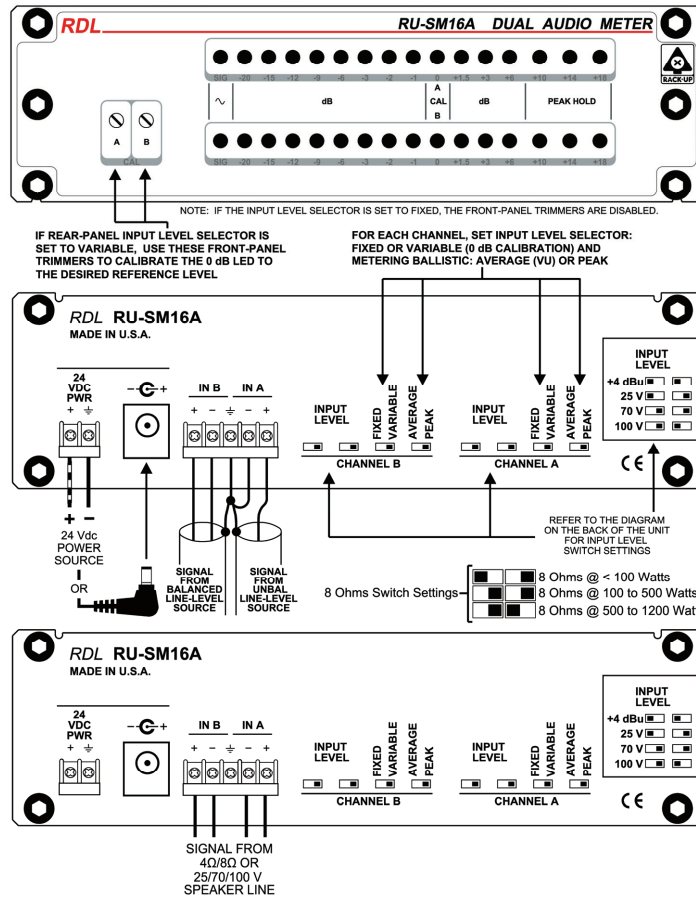 RDL RU-SM16A DUAL AUDIO METER
RACK-UP
SIG -20 -15 -12 -9 -6 -3 -2 -1 0 +1.5 +3 +6 +10 +14 +18
dB A CAL B dB PEAK HOLD
A B
CAL
SIG -20 -15 -12 -9 -6 -3 -2 -1 0 +1.5 +3 +6 +10 +14 +18
NOTE: IF THE INPUT LEVEL SELECTOR IS SET TO FIXED, THE FRONT-PANEL TRIMMERS ARE DISABLED.
IF REAR-PANEL INPUT LEVEL SELECTOR IS
SET TO VARIABLE, USE THESE FRONT-PANEL
TRIMMERS TO CALIBRATE THE 0 dB LED TO
THE DESIRED REFERENCE LEVEL
FOR EACH CHANNEL, SET INPUT LEVEL SELECTOR:
FIXED OR VARIABLE (0 dB CALIBRATION) AND
METERING BALLISTIC: AVERAGE (VU) OR PEAK
RDL RU-SM16A
MADE IN U.S.A.
24
VDC
PWR
+
- +
IN B IN A
+ - - +
INPUT
LEVEL
FIXED
VARIABLE
AVERAGE
PEAK
CHANNEL B
INPUT
LEVEL
FIXED
VARIABLE
AVERAGE
PEAK
CHANNEL A
INPUT
LEVEL
+4 dBu
25 V
70 V
100 V
CE
+ -
24 Vdc
POWER
SOURCE
OR
SIGNAL
FROM
BALANCED
LINE-LEVEL
SOURCE
SIGNAL
FROM
UNBAL
LINE-LEVEL
SOURCE
REFER TO THE DIAGRAM
ON THE BACK OF THE UNIT
FOR INPUT LEVEL
SWITCH SETTINGS
8 Ohms Switch Settings
8 Ohms @ < 100 Watts
8 Ohms @ 100 to 500 Watts
8 Ohms @ 500 to 1200 Wat
RDL RU-SM16A
MADE IN U.S.A.
24
VDC
PWR
+
- +
IN B IN A
+ - - +
INPUT
LEVEL
FIXED
VARIABLE
AVERAGE
PEAK
CHANNEL B
INPUT
LEVEL
FIXED
VARIABLE
AVERAGE
PEAK
CHANNEL A
INPUT
LEVEL
+4 dBu
25 V
70 V
100 V
CE
SIGNAL FROM
4Ω/8Ω OR
25/70/100 V
SPEAKER LINE